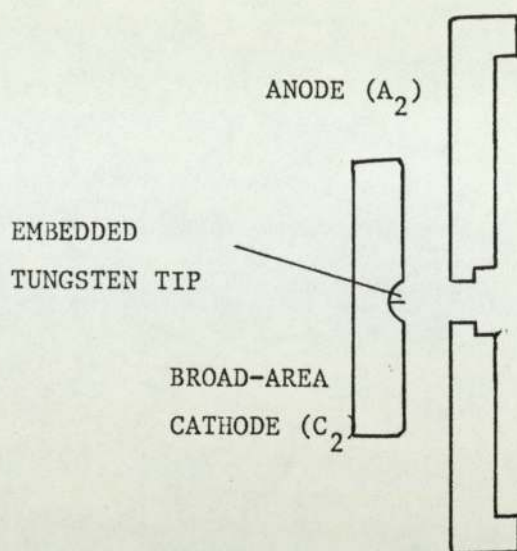 ANODE (A2)
EMBEDDED
TUNGSTEN TIP
BROAD-AREA
CATHODE (C2)